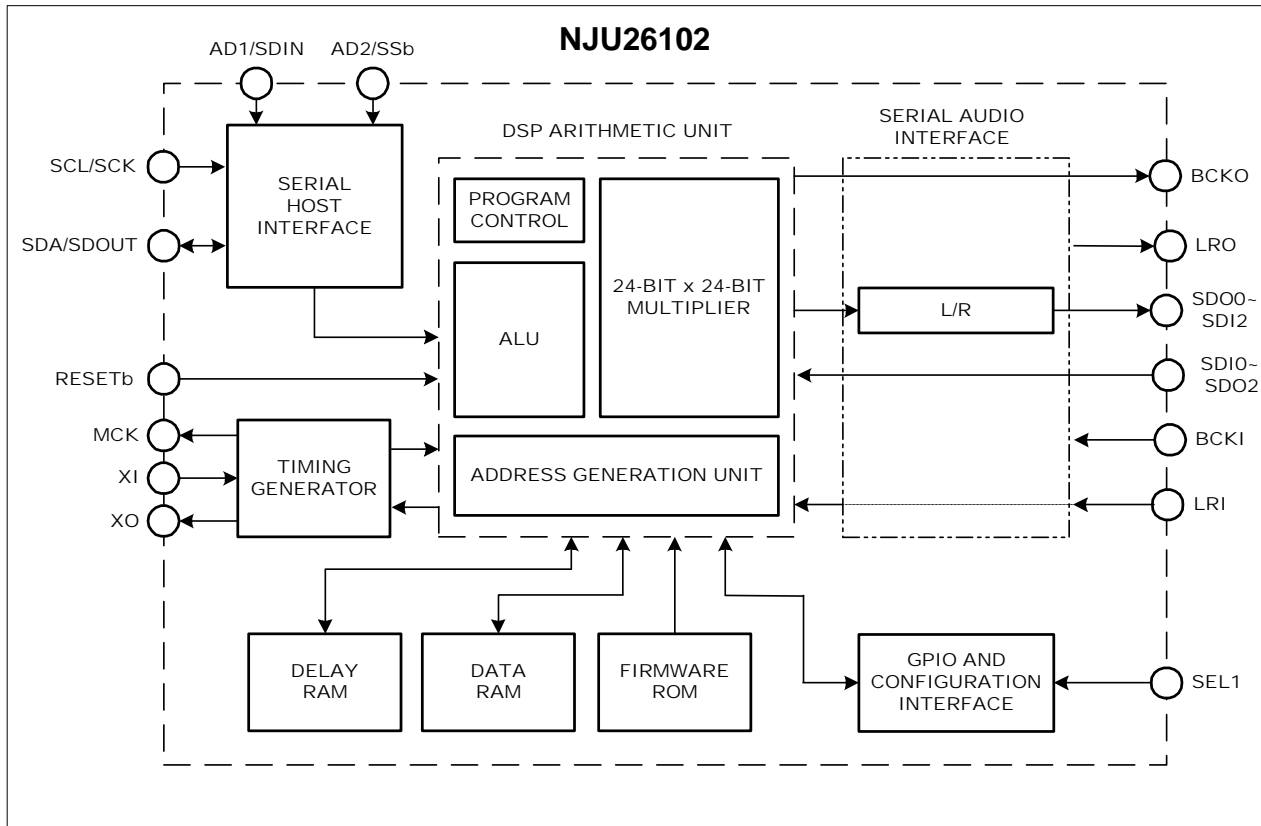 NJU26102
AD1/SDIN
AD2/SSb
SERIAL AUDIO
INTERFACE
DSP ARITHMETIC UNIT
SCL/SCK
SERIAL
HOST
INTERFACE
SDA/SDOUT
PROGRAM
CONTROL
24-BIT x 24-BIT
MULTIPLIER
ALU
L/R
BCKO
LRO
SDO0~
SDI2
SDI0~
SDO2
BCKI
LRI
RESETb
MCK
XI
XO
TIMING
GENERATOR
ADDRESS GENERATION UNIT
DELAY
RAM
DATA
RAM
FIRMWARE
ROM
GPIO AND
CONFIGURATION
INTERFACE
SEL1